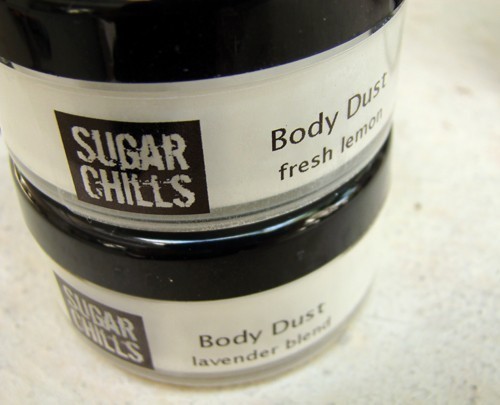 SUGAR
CHILLS
Body Dust
fresh lemon
SUGAR
CHILLS
Body Dust
lavender blend